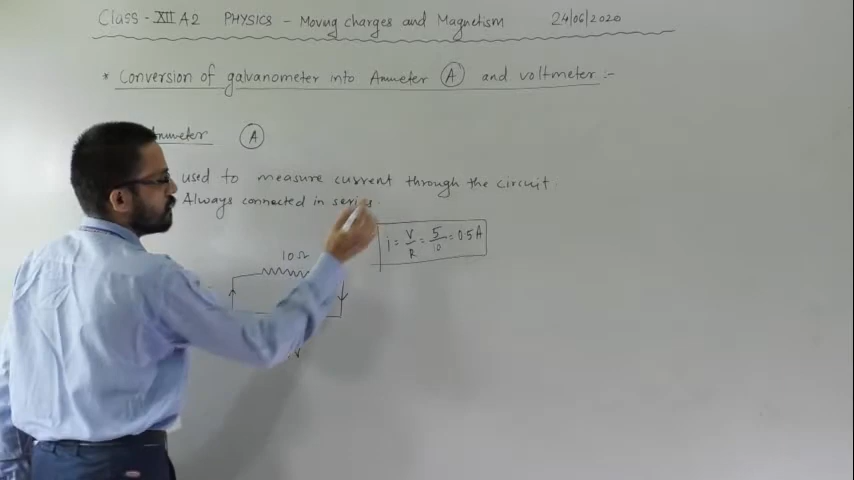 Class - XII A2 PHYSICS - Moving charges and Magnetism 24/06/2020
* Conversion of galvanometer into Ammeter (A) and voltmeter :-
Ammeter (A)
used to measure current through the circuit.
Always connected in series.
i = V/R = 5/10 = 0.5A
10Ω
V